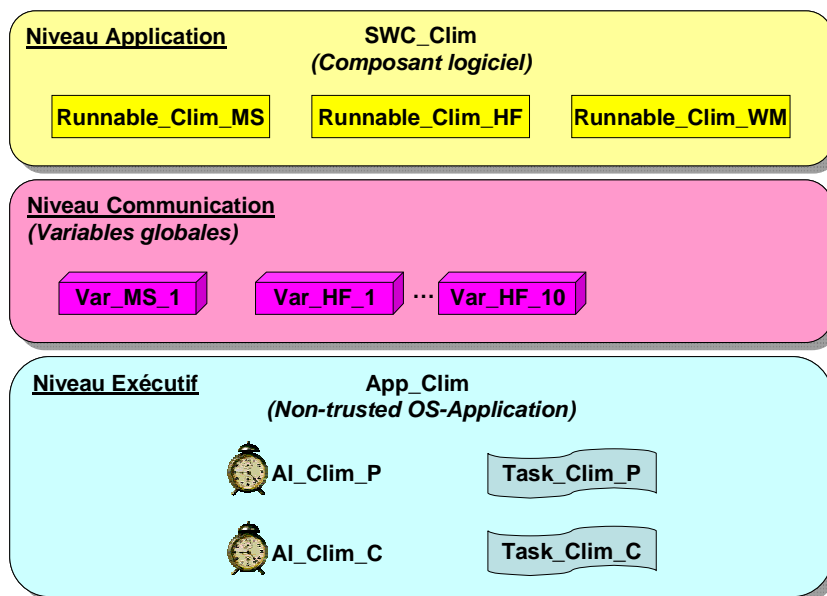 Niveau Application SWC_Clim
(Composant logiciel)
Runnable_Clim_MS Runnable_Clim_HF Runnable_Clim_WM
Niveau Communication
(Variables globales)
Var_MS_1 Var_HF_1 ... Var_HF_10
Niveau Exécutif App_Clim
(Non-trusted OS-Application)
Al_Clim_P Task_Clim_P
Al_Clim_C Task_Clim_C